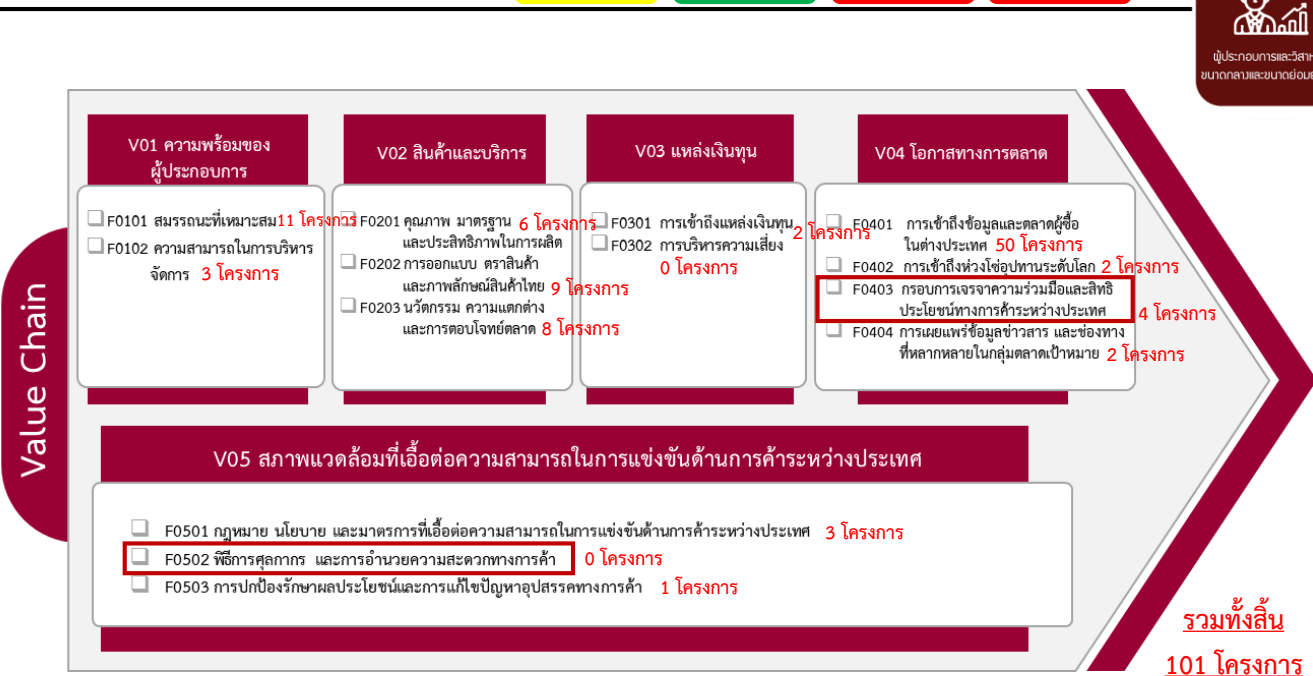 ผู้ประกอบการและวิสาห
ขนาดกลางและขนาดย่อม
Value Chain
V01 ความพร้อมของ
ผู้ประกอบการ
F0101 สมรรถนะที่เหมาะสม 11 โครงการ
F0102 ความสามารถในการบริหาร
จัดการ 3 โครงการ
V02 สินค้าและบริการ
F0201 คุณภาพ มาตรฐาน 6 โครงการ
และประสิทธิภาพในการผลิต
F0202 การออกแบบ ตราสินค้า
และภาพลักษณ์สินค้าไทย 9 โครงการ
F0203 นวัตกรรม ความแตกต่าง
และการตอบโจทย์ตลาด 8 โครงการ
V03 แหล่งเงินทุน
F0301 การเข้าถึงแหล่งเงินทุน 2 โครงการ
F0302 การบริหารความเสี่ยง
0 โครงการ
V04 โอกาสทางการตลาด
F0401 การเข้าถึงข้อมูลและตลาดผู้ซื้อ
ในต่างประเทศ 50 โครงการ
F0402 การเข้าถึงห่วงโซ่อุปทานระดับโลก 2 โครงการ
F0403 กรอบการเจรจาความร่วมมือและสิทธิ
ประโยชน์ทางการค้าระหว่างประเทศ 4 โครงการ
F0404 การเผยแพร่ข้อมูลข่าวสาร และช่องทาง
ที่หลากหลายในกลุ่มตลาดเป้าหมาย 2 โครงการ
V05 สภาพแวดล้อมที่เอื้อต่อความสามารถในการแข่งขันด้านการค้าระหว่างประเทศ
F0501 กฎหมาย นโยบาย และมาตรการที่เอื้อต่อความสามารถในการแข่งขันด้านการค้าระหว่างประเทศ 3 โครงการ
F0502 พิธีการศุลกากร และการอำนวยความสะดวกทางการค้า 0 โครงการ
F0503 การปกป้องรักษาผลประโยชน์และการแก้ไขปัญหาอุปสรรคทางการค้า 1 โครงการ
รวมทั้งสิ้น
101 โครงการ